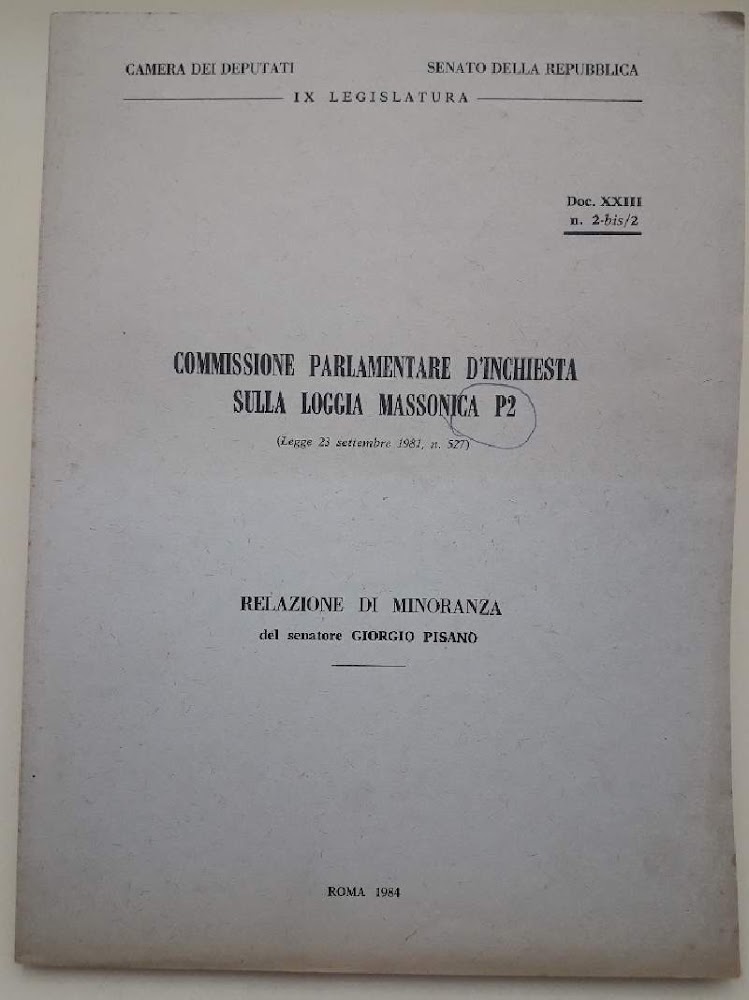 CAMERA DEI DEPUTATI SENATO DELLA REPUBBLICA
IX LEGISLATURA
Doc. XXIII
n. 2-bis/2
COMMISSIONE PARLAMENTARE D'INCHIESTA
SULLA LOGGIA MASSONICA P2
(Legge 23 settembre 1981, n. 527)
RELAZIONE DI MINORANZA
del senatore GIORGIO PISANÒ
ROMA 1984